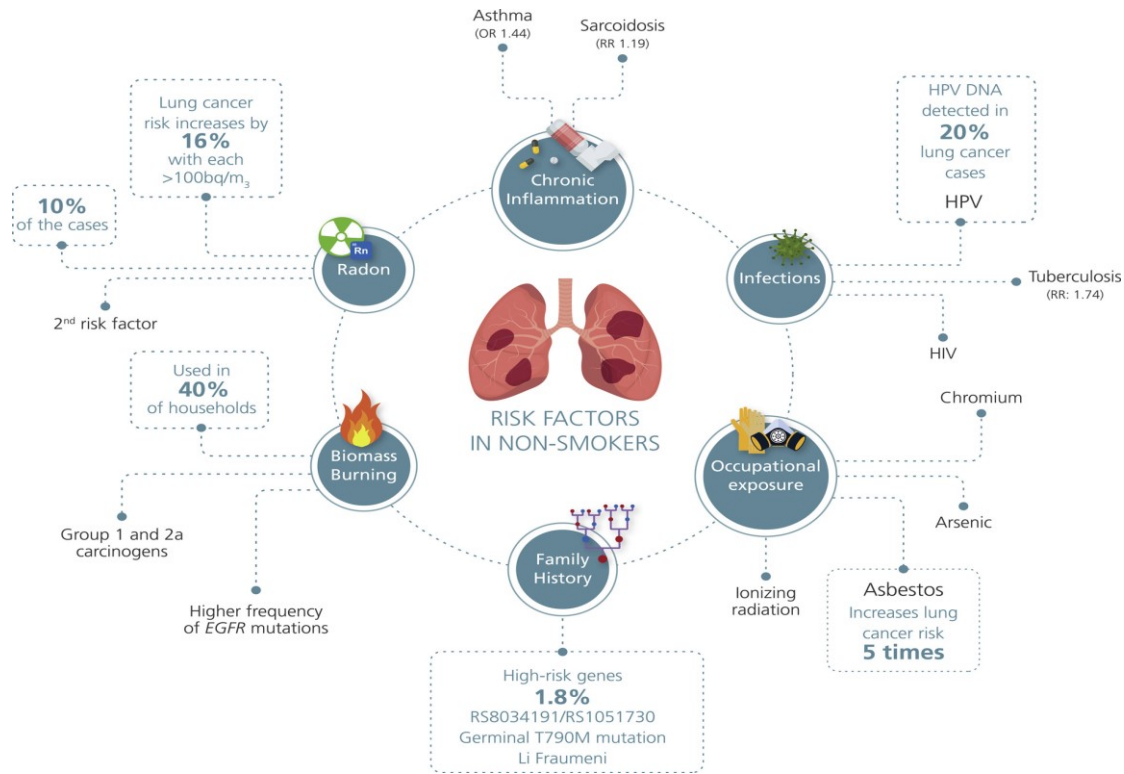 Asthma
(OR 1.44)
Sarcoidosis
(RR 1.19)
Chronic
Inflammation
Lung cancer
risk increases by
16%
with each
>100bq/m₃
10%
of the cases
2ⁿᵈ risk factor
Rn
Radon
HPV DNA
detected in
20%
lung cancer
cases
HPV
Infections
Tuberculosis
(RR: 1.74)
HIV
RISK FACTORS
IN NON-SMOKERS
Used in
40%
of households
Biomass
Burning
Group 1 and 2a
carcinogens
Higher frequency
of EGFR mutations
Chromium
Occupational
exposure
Arsenic
Ionizing
radiation
Asbestos
Increases lung
cancer risk
5 times
Family
History
High-risk genes
1.8%
RS8034191/RS1051730
Germinal T790M mutation
Li Fraumeni